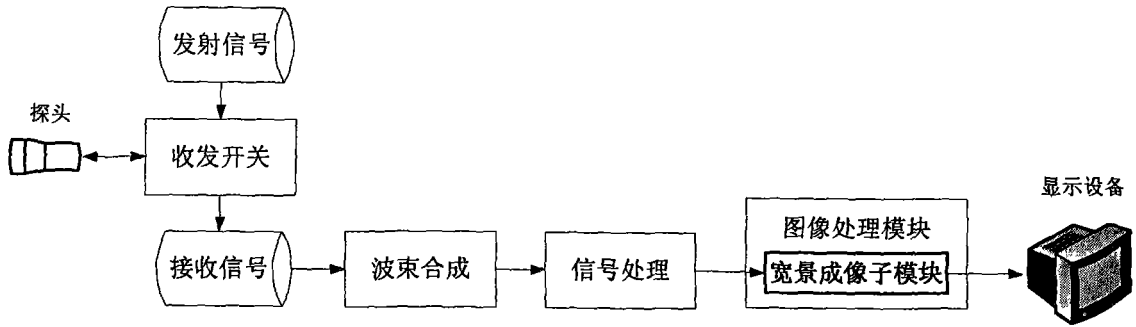 发射信号
探头
收发开关
显示设备
图像处理模块
接收信号
波束合成
信号处理
宽景成像子模块